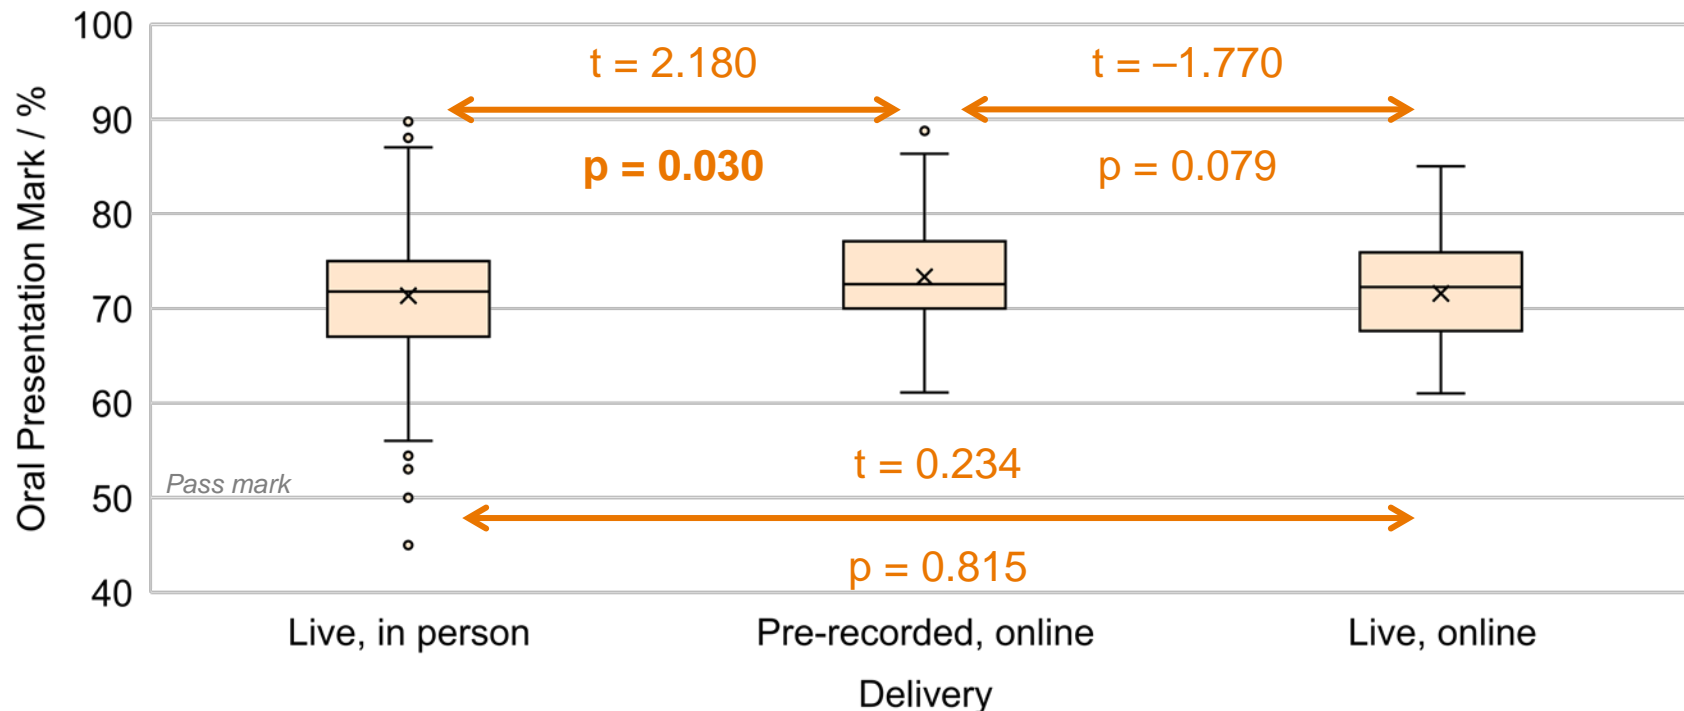 Oral Presentation Mark / %
100
90
80
70
60
50
40
t = 2.180
p = 0.030
t = –1.770
p = 0.079
Pass mark
t = 0.234
p = 0.815
Live, in person
Pre-recorded, online
Live, online
Delivery